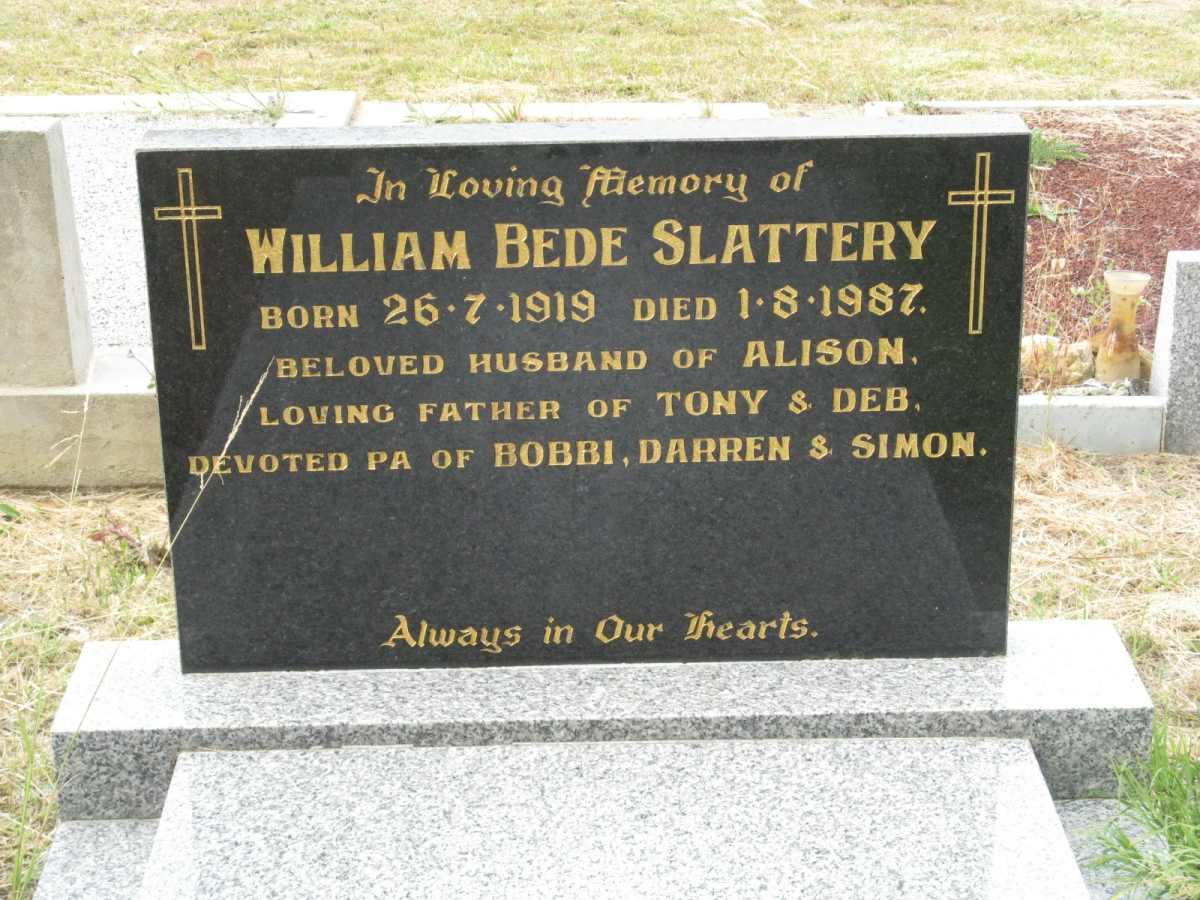 In Loving Memory of
WILLIAM BEDE SLATTERY
BORN 26·7·1919 DIED 1·8·1987.
BELOVED HUSBAND OF ALISON,
LOVING FATHER OF TONY & DEB,
DEVOTED PA OF BOBBI, DARREN & SIMON.
Always in Our Hearts.